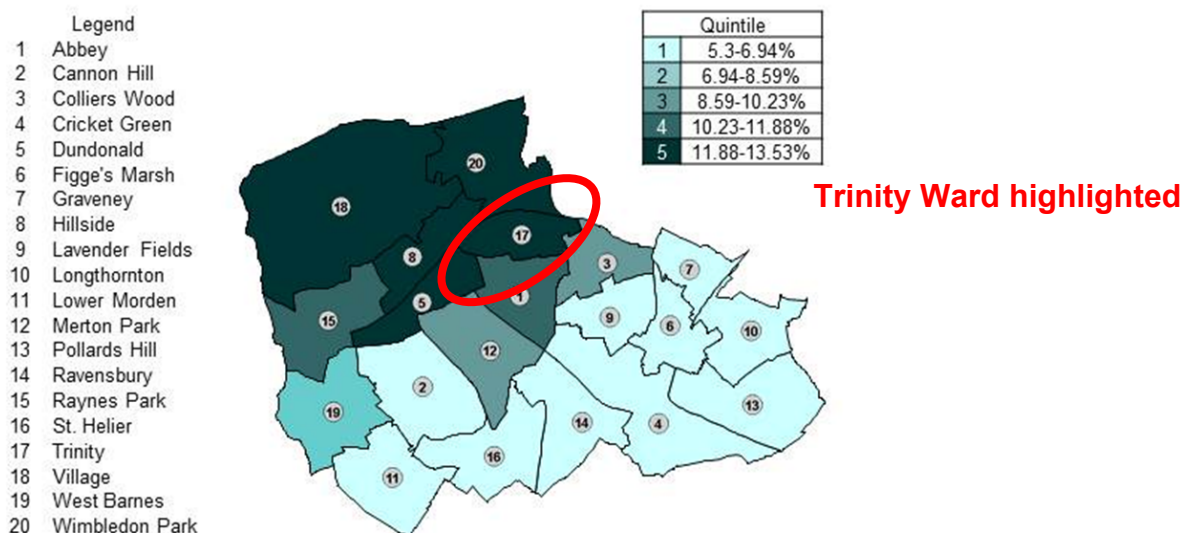 Legend
1 Abbey
2 Cannon Hill
3 Colliers Wood
4 Cricket Green
5 Dundonald
6 Figge's Marsh
7 Graveney
8 Hillside
9 Lavender Fields
10 Longthornton
11 Lower Morden
12 Merton Park
13 Pollards Hill
14 Ravensbury
15 Raynes Park
16 St. Helier
17 Trinity
18 Village
19 West Barnes
20 Wimbledon Park
Quintile
1 5.3-6.94%
2 6.94-8.59%
3 8.59-10.23%
4 10.23-11.88%
5 11.88-13.53%
Trinity Ward highlighted
20
18
17
8
3
7
5
1
15
9
6
10
12
2
13
19
14
4
16
11